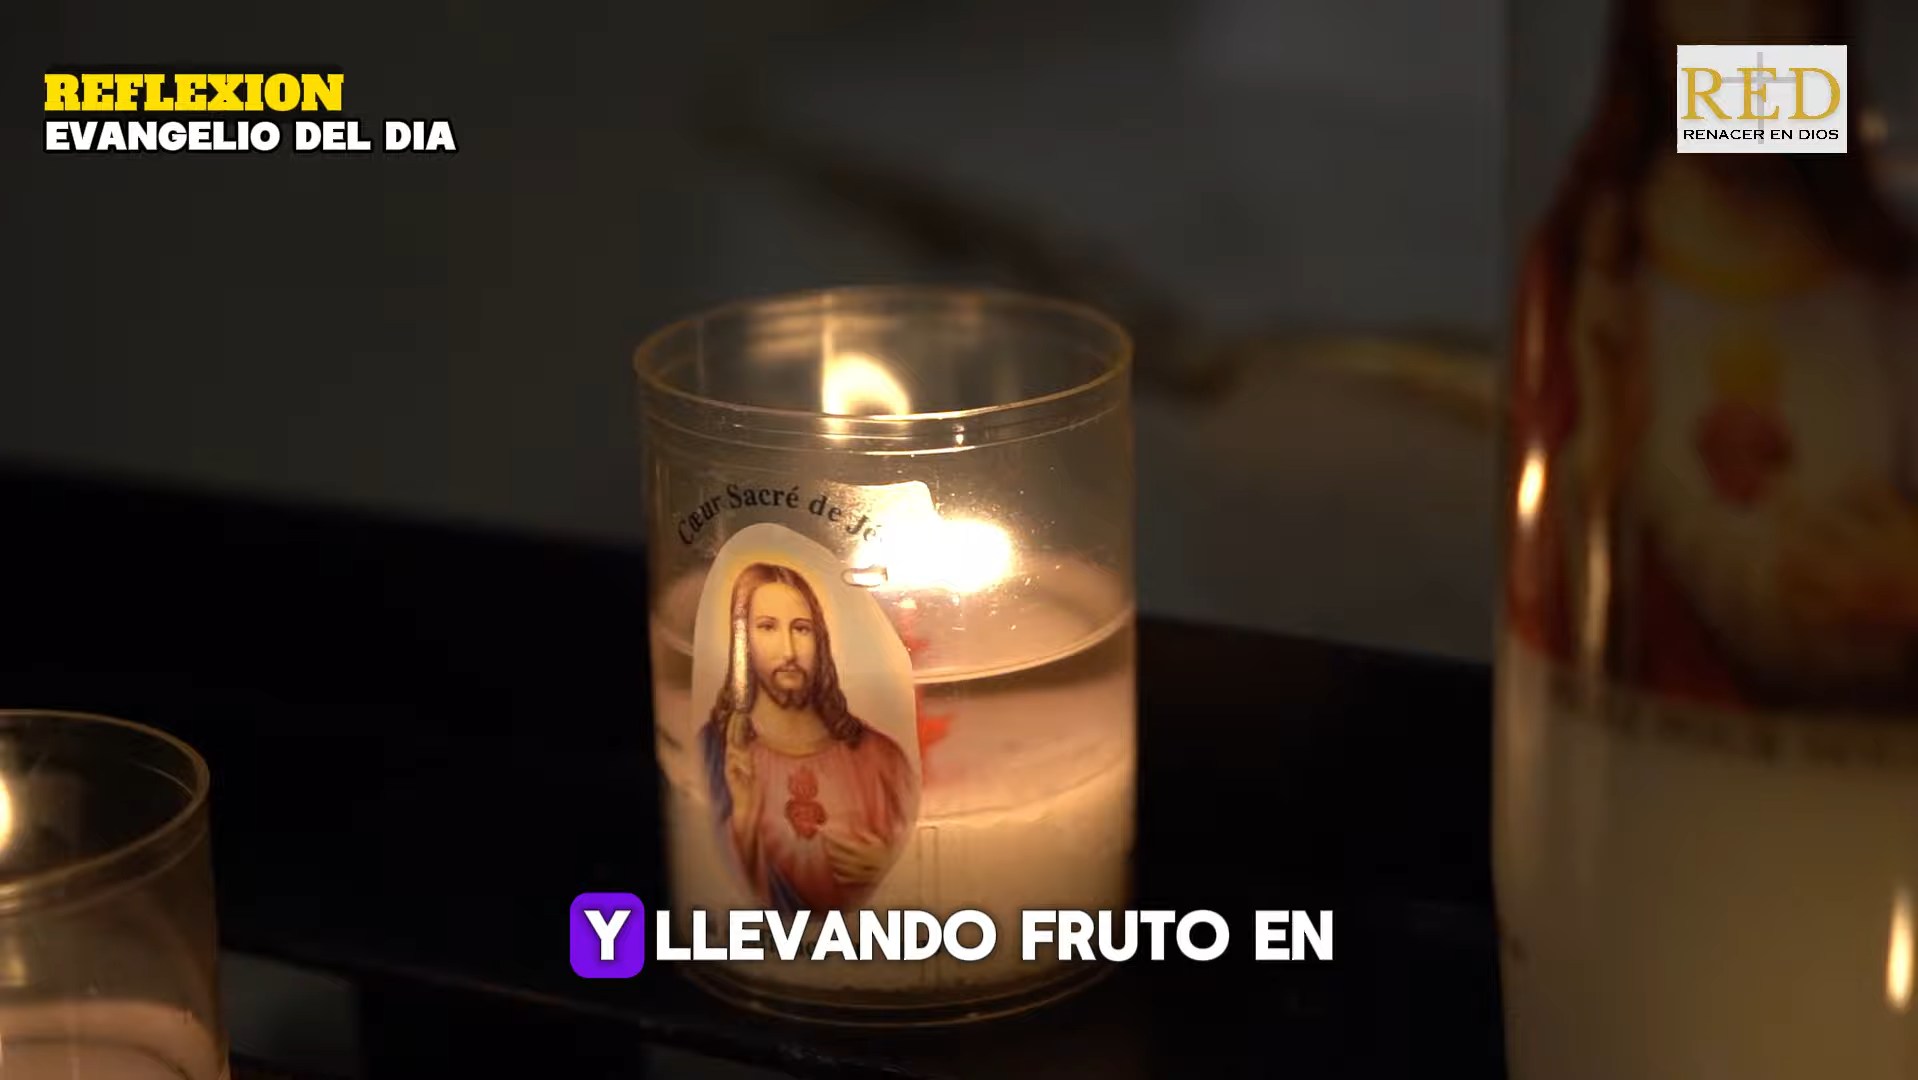 REFLEXION
EVANGELIO DEL DIA
RED
RENACER EN DIOS
Cœur Sacré de
Y LLEVANDO FRUTO EN